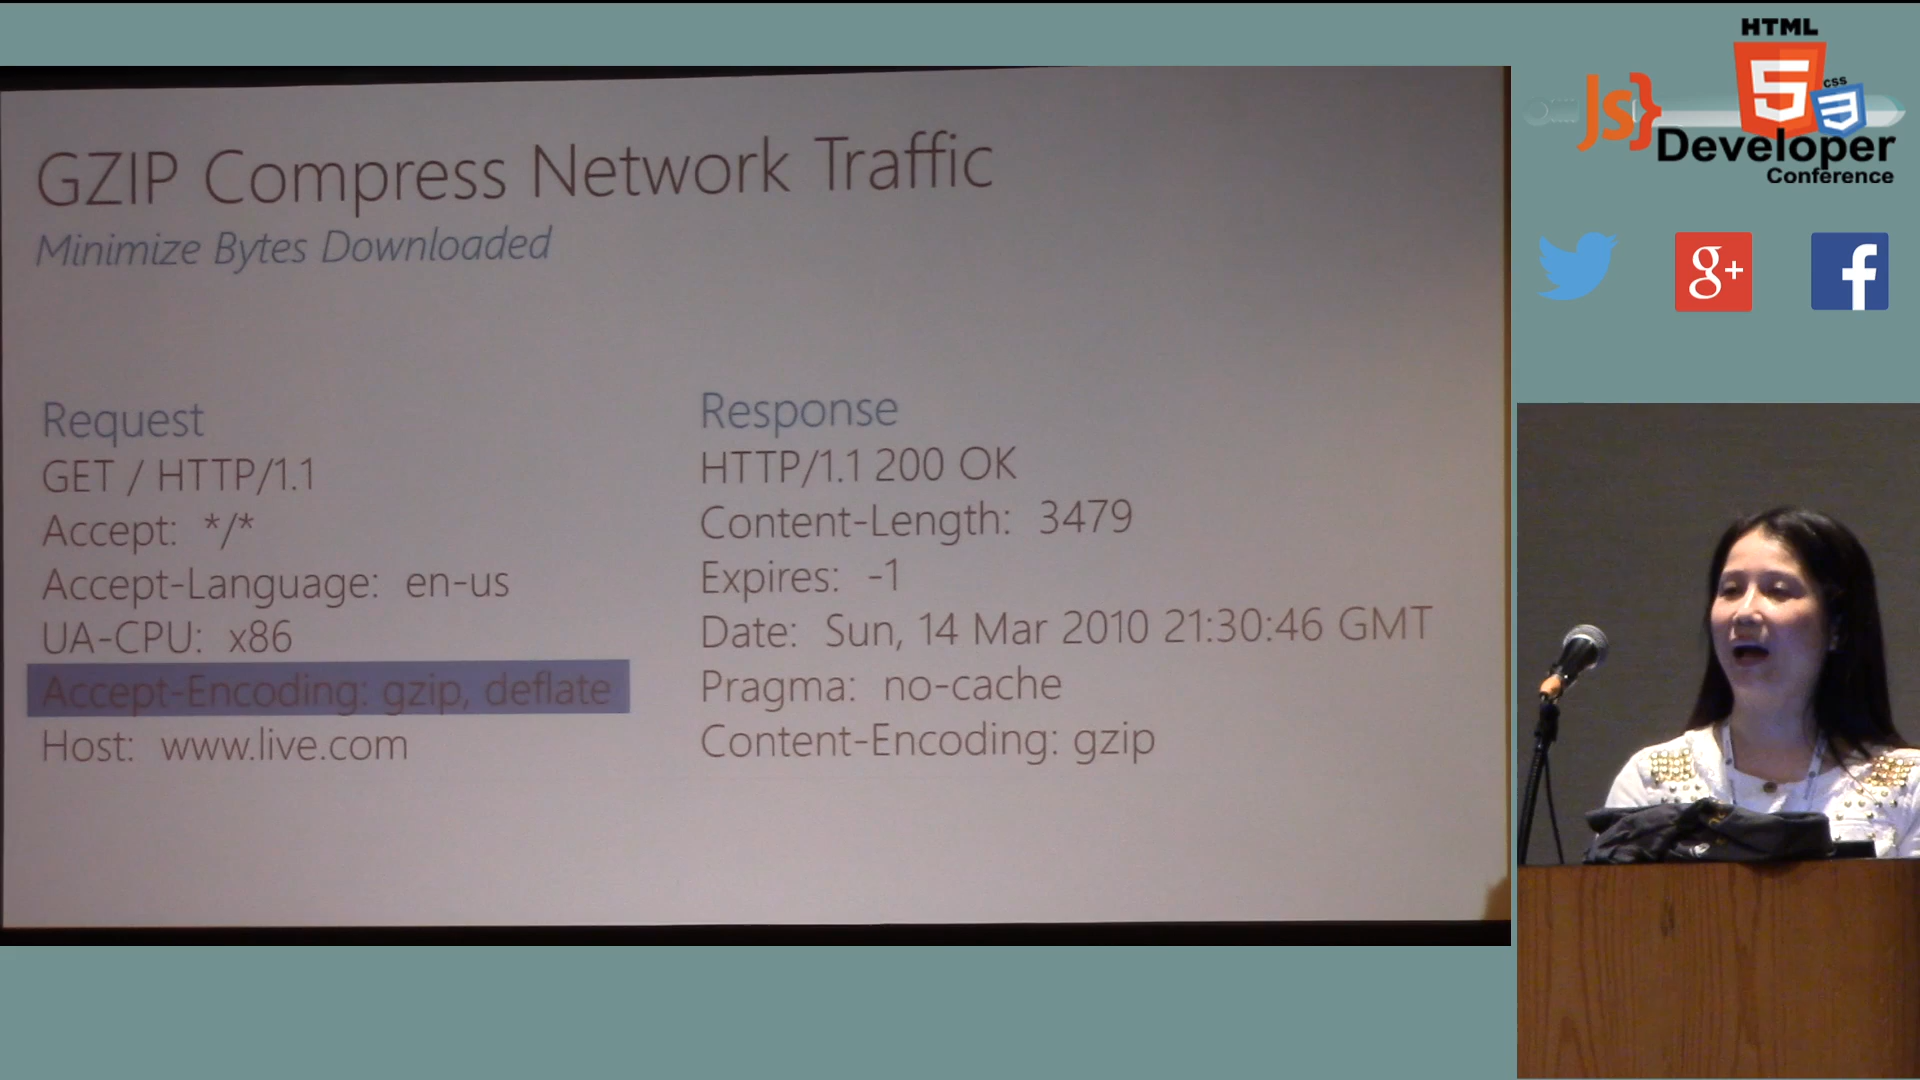 GZIP Compress Network Traffic
Minimize Bytes Downloaded
Request
GET / HTTP/1.1
Accept: */*
Accept-Language: en-us
UA-CPU: x86
Accept-Encoding: gzip, deflate
Host: www.live.com
Response
HTTP/1.1 200 OK
Content-Length: 3479
Expires: -1
Date: Sun, 14 Mar 2010 21:30:46 GMT
Pragma: no-cache
Content-Encoding: gzip
HTML
5
JS}
CSS
3
Developer
Conference
g+
f